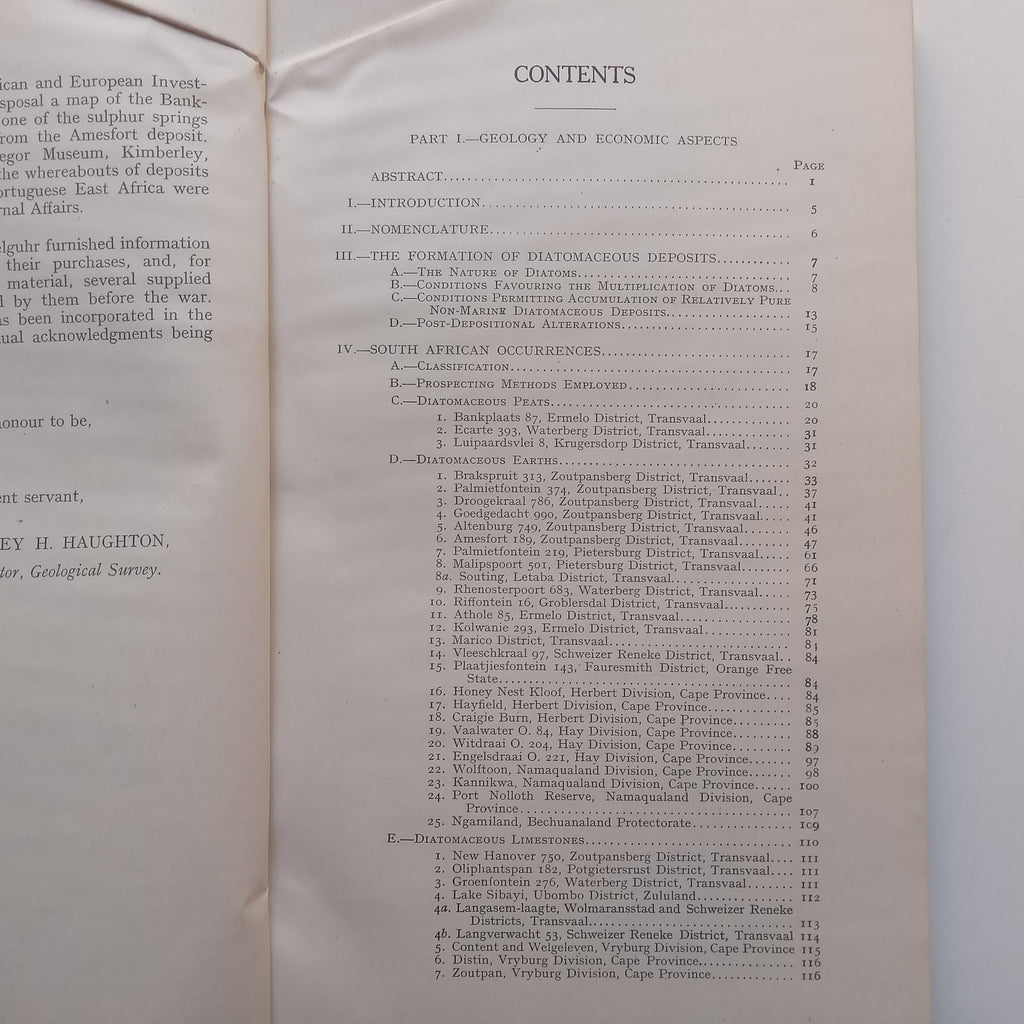 ican and European Invest-
sposal a map of the Bank-
one of the sulphur springs
rom the Amesfort deposit.
egor Museum, Kimberley,
the whereabouts of deposits
ortuguese East Africa were
rnal Affairs.
elguhr furnished information
their purchases, and, for
material, several supplied
d by them before the war.
as been incorporated in the
ual acknowledgments being
onour to be,
ent servant,
EY H. HAUGHTON,
tor, Geological Survey.
CONTENTS
PART I.—GEOLOGY AND ECONOMIC ASPECTS
PAGE
ABSTRACT 1
I.—INTRODUCTION 5
II.—NOMENCLATURE 6
III.—THE FORMATION OF DIATOMACEOUS DEPOSITS 7
A.—THE NATURE OF DIATOMS 7
B.—CONDITIONS FAVOURING THE MULTIPLICATION OF DIATOMS 8
C.—CONDITIONS PERMITTING ACCUMULATION OF RELATIVELY PURE
NON-MARINE DIATOMACEOUS DEPOSITS 13
D.—POST-DEPOSITIONAL ALTERATIONS 15
IV.—SOUTH AFRICAN OCCURRENCES 17
A.—CLASSIFICATION 17
B.—PROSPECTING METHODS EMPLOYED 18
C.—DIATOMACEOUS PEATS 20
1. Bankplaats 87, Ermelo District, Transvaal 20
2. Ecarte 393, Waterberg District, Transvaal 31
3. Luipaardsvlei 8, Krugersdorp District, Transvaal 31
D.—DIATOMACEOUS EARTHS 32
1. Brakspruit 313, Zoutpansberg District, Transvaal 33
2. Palmietfontein 374, Zoutpansberg District, Transvaal 37
3. Droogekraal 786, Zoutpansberg District, Transvaal 41
4. Goedgedacht 990, Zoutpansberg District, Transvaal 41
5. Altenburg 749, Zoutpansberg District, Transvaal 46
6. Amesfort 189, Zoutpansberg District, Transvaal 47
7. Palmietfontein 219, Pietersburg District, Transvaal 61
8. Malipspoort 501, Pietersburg District, Transvaal 66
8a. Souting, Letaba District, Transvaal 71
9. Rhenosterpoort 683, Waterberg District, Transvaal 73
10. Riffontein 16, Groblersdal District, Transvaal 75
11. Athole 85, Ermelo District, Transvaal 78
12. Kolwanie 293, Ermelo District, Transvaal 81
13. Marico District, Transvaal 84
14. Vleeschkraal 97, Schweizer Reneke District, Transvaal 84
15. Plaatjiesfontein 143, Fauresmith District, Orange Free
State 84
16. Honey Nest Kloof, Herbert Division, Cape Province 84
17. Hayfield, Herbert Division, Cape Province 85
18. Craigie Burn, Herbert Division, Cape Province 85
19. Vaalwater O. 84, Hay Division, Cape Province 88
20. Witdraai O. 204, Hay Division, Cape Province 89
21. Engelsdraai O. 221, Hay Division, Cape Province 97
22. Wolftoon, Namaqualand Division, Cape Province 98
23. Kannikwa, Namaqualand Division, Cape Province 100
24. Port Nolloth Reserve, Namaqualand Division, Cape
Province 107
25. Ngamiland, Bechuanaland Protectorate 109
E.—DIATOMACEOUS LIMESTONES 110
1. New Hanover 750, Zoutpansberg District, Transvaal 111
2. Oliphantspan 182, Potgietersrust District, Transvaal 111
3. Groenfontein 276, Waterberg District, Transvaal 111
4. Lake Sibayi, Ubombo District, Zululand 112
4a. Langasem-laagte, Wolmaransstad and Schweizer Reneke
Districts, Transvaal 113
4b. Langverwacht 53, Schweizer Reneke District, Transvaal 114
5. Content and Welgeleven, Vryburg Division, Cape Province 115
6. Distin, Vryburg Division, Cape Province 116
7. Zoutpan, Vryburg Division, Cape Province 116